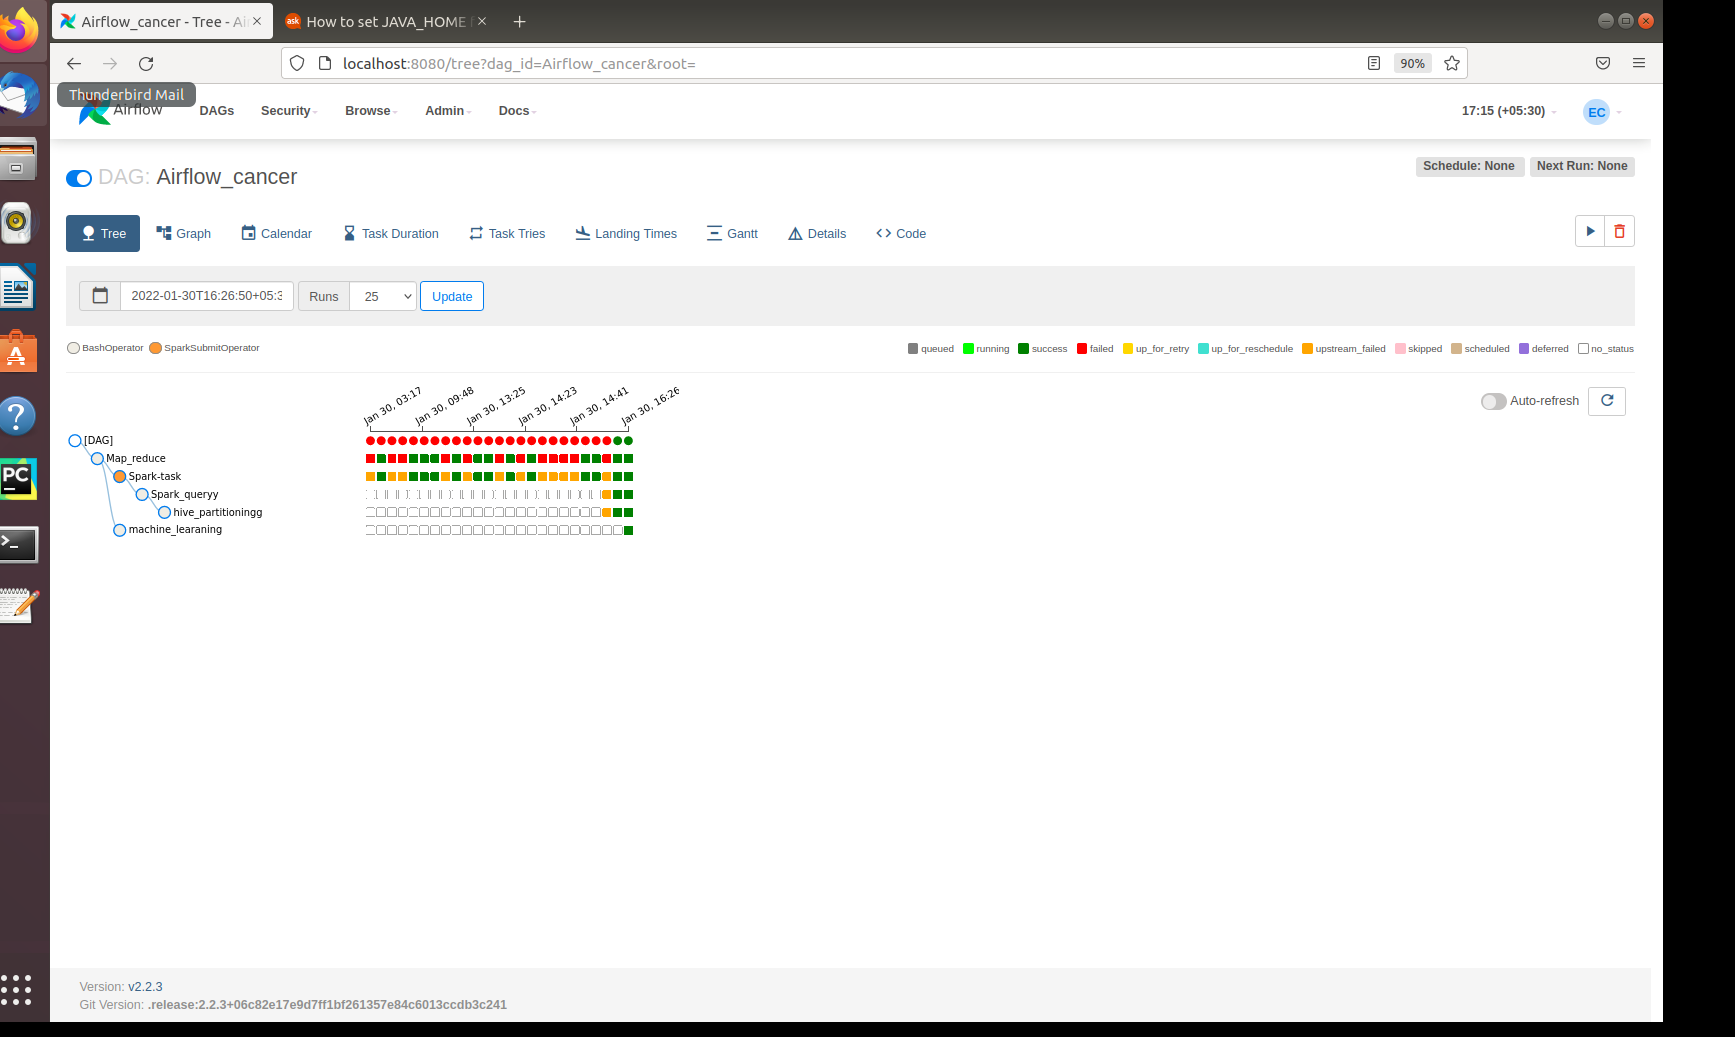 Airflow_cancer - Tree - Ai
ask How to set JAVA_HOME f
localhost:8080/tree?dag_id=Airflow_cancer&root=
90%
Thunderbird Mail
Airflow DAGs Security Browse Admin Docs 17:15 (+05:30) EC
DAG: Airflow_cancer
Schedule: None Next Run: None
Tree Graph Calendar Task Duration Task Tries Landing Times Gantt Details Code
2022-01-30T16:26:50+05:3 Runs 25 Update
BashOperator SparkSubmitOperator queued running success failed up_for_retry up_for_reschedule upstream_failed skipped scheduled deferred no_status
Jan 30, 03:17 Jan 30, 09:48 Jan 30, 13:25 Jan 30, 14:23 Jan 30, 14:41 Jan 30, 16:26
Auto-refresh
[DAG]
Map_reduce
Spark-task
Spark_queryy
hive_partitioningg
machine_learaning
PC
Version: v2.2.3
Git Version: .release:2.2.3+06c82e17e9d7ff1bf261357e84c6013ccdb3c241